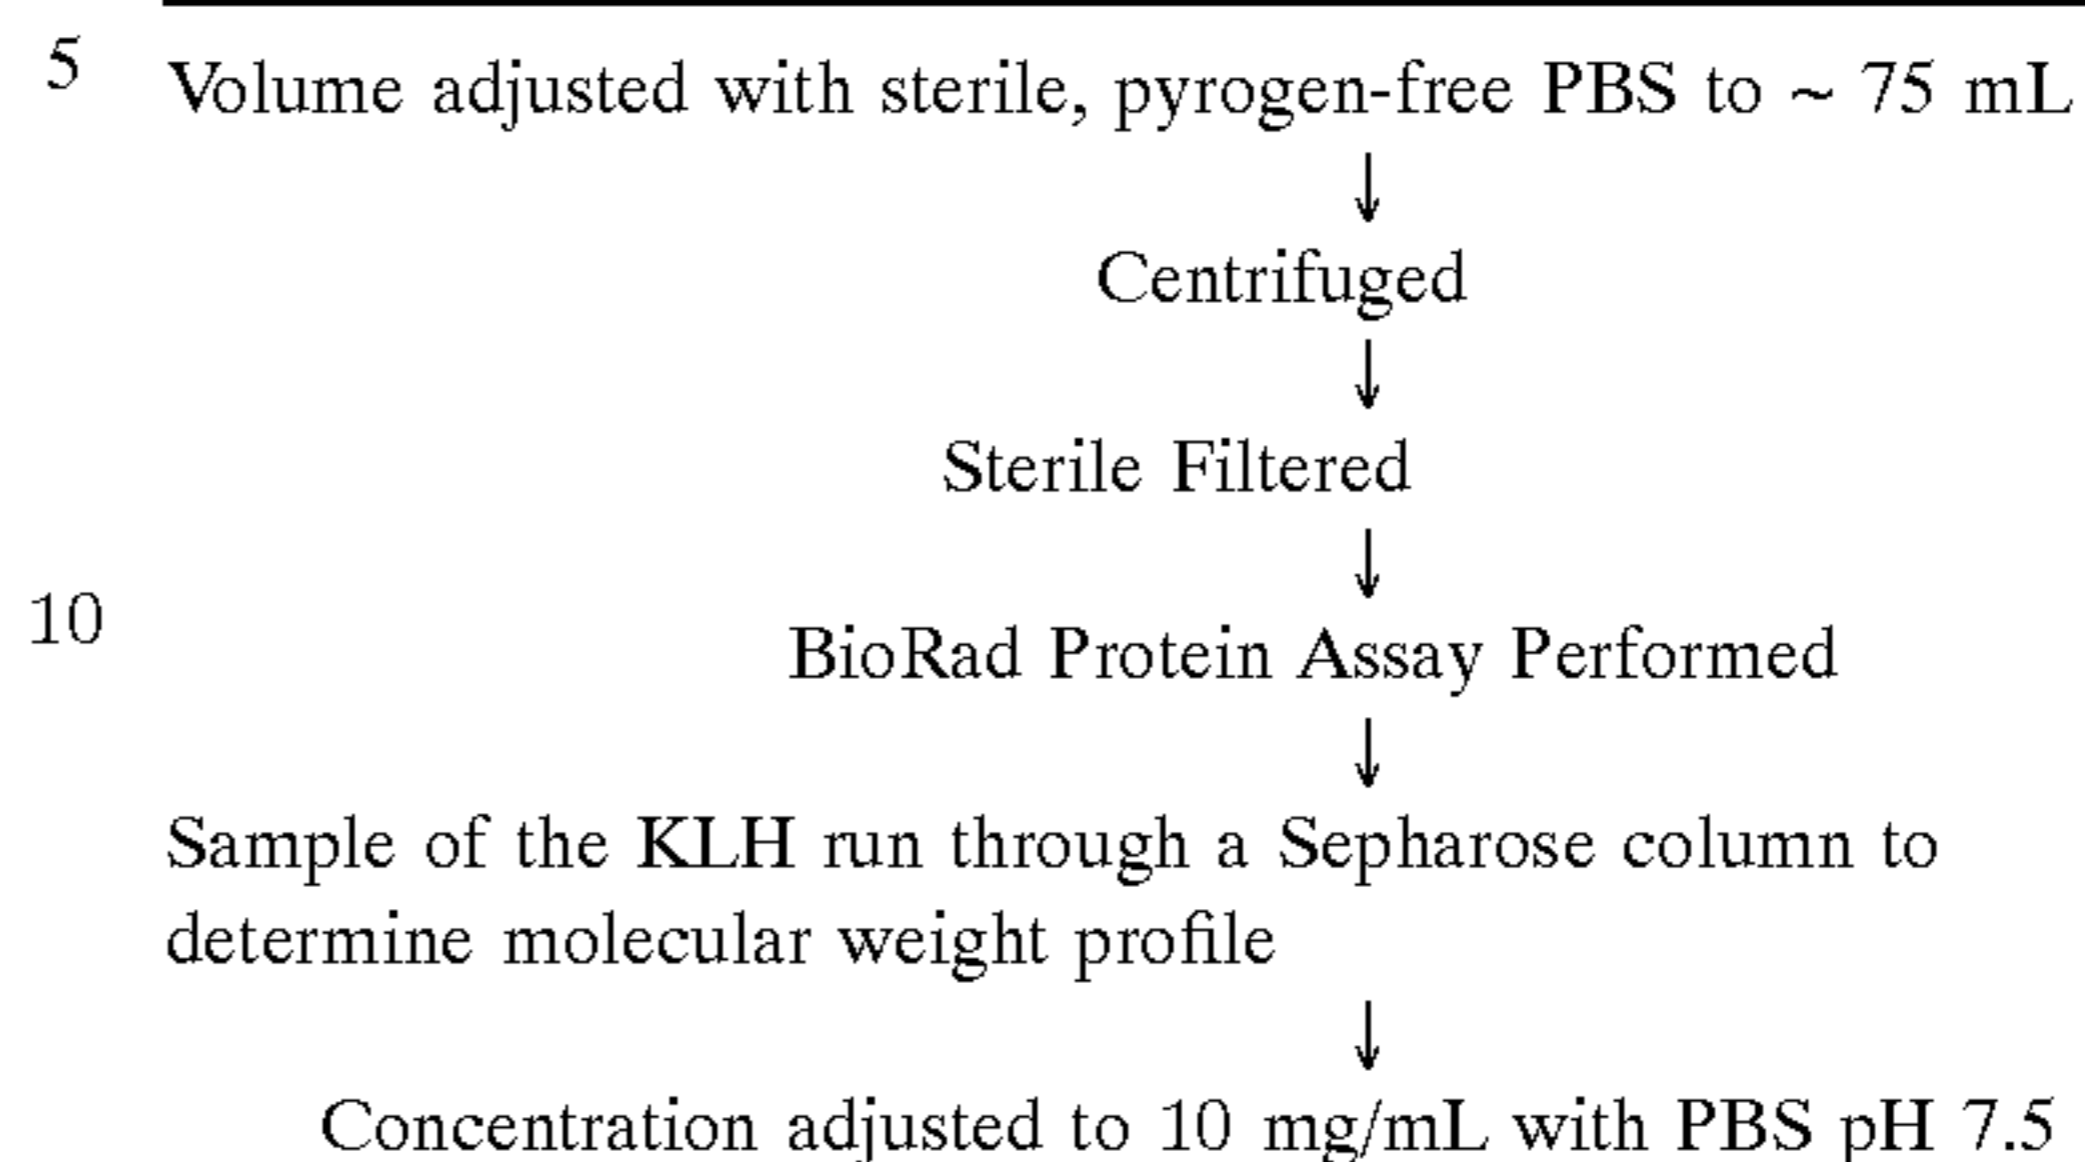 5 Volume adjusted with sterile, pyrogen-free PBS to ~ 75 mL
↓
Centrifuged
↓
Sterile Filtered
↓
10
BioRad Protein Assay Performed
↓
Sample of the KLH run through a Sepharose column to
determine molecular weight profile
↓
Concentration adjusted to 10 mg/mL with PBS pH 7.5